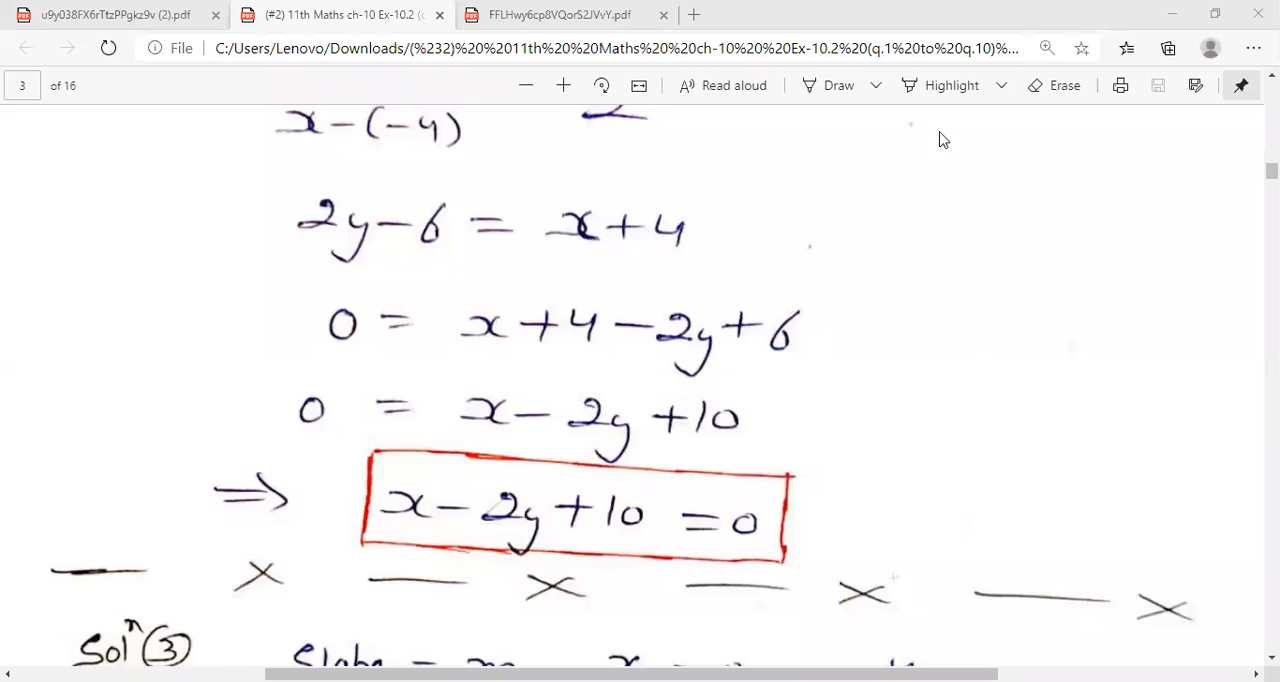 u9y038FX6rTtzPPgkz9v (2).pdf
(#2) 11th Maths ch-10 Ex-10.2 (c
FFLHwy6cp8VQorS2JVvY.pdf
File
C:/Users/Lenovo/Downloads/(%232)%20%2011th%20%20Maths%20%20ch-10%20%20Ex-10.2%20(q.1%20to%20q.10)%...
3 of 16
Read aloud
Draw
Highlight
Erase
x-(-4) 2
2y-6 = x+4
0 = x+4-2y+6
0 = x-2y+10
⇒ x-2y+10 =0
— × — × — × — ×
Solⁿ(3) Slope = m